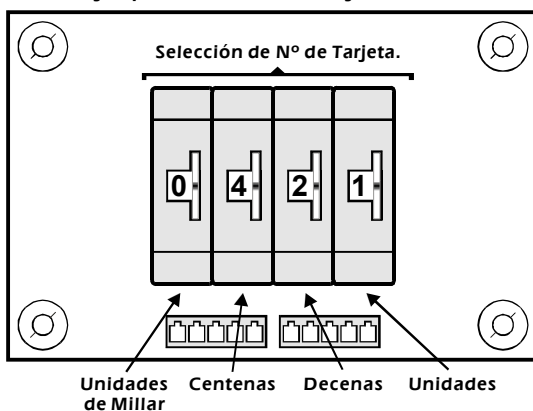 Selección de Nº de Tarjeta.
0 4 2 1
Unidades de Millar
Centenas
Decenas
Unidades